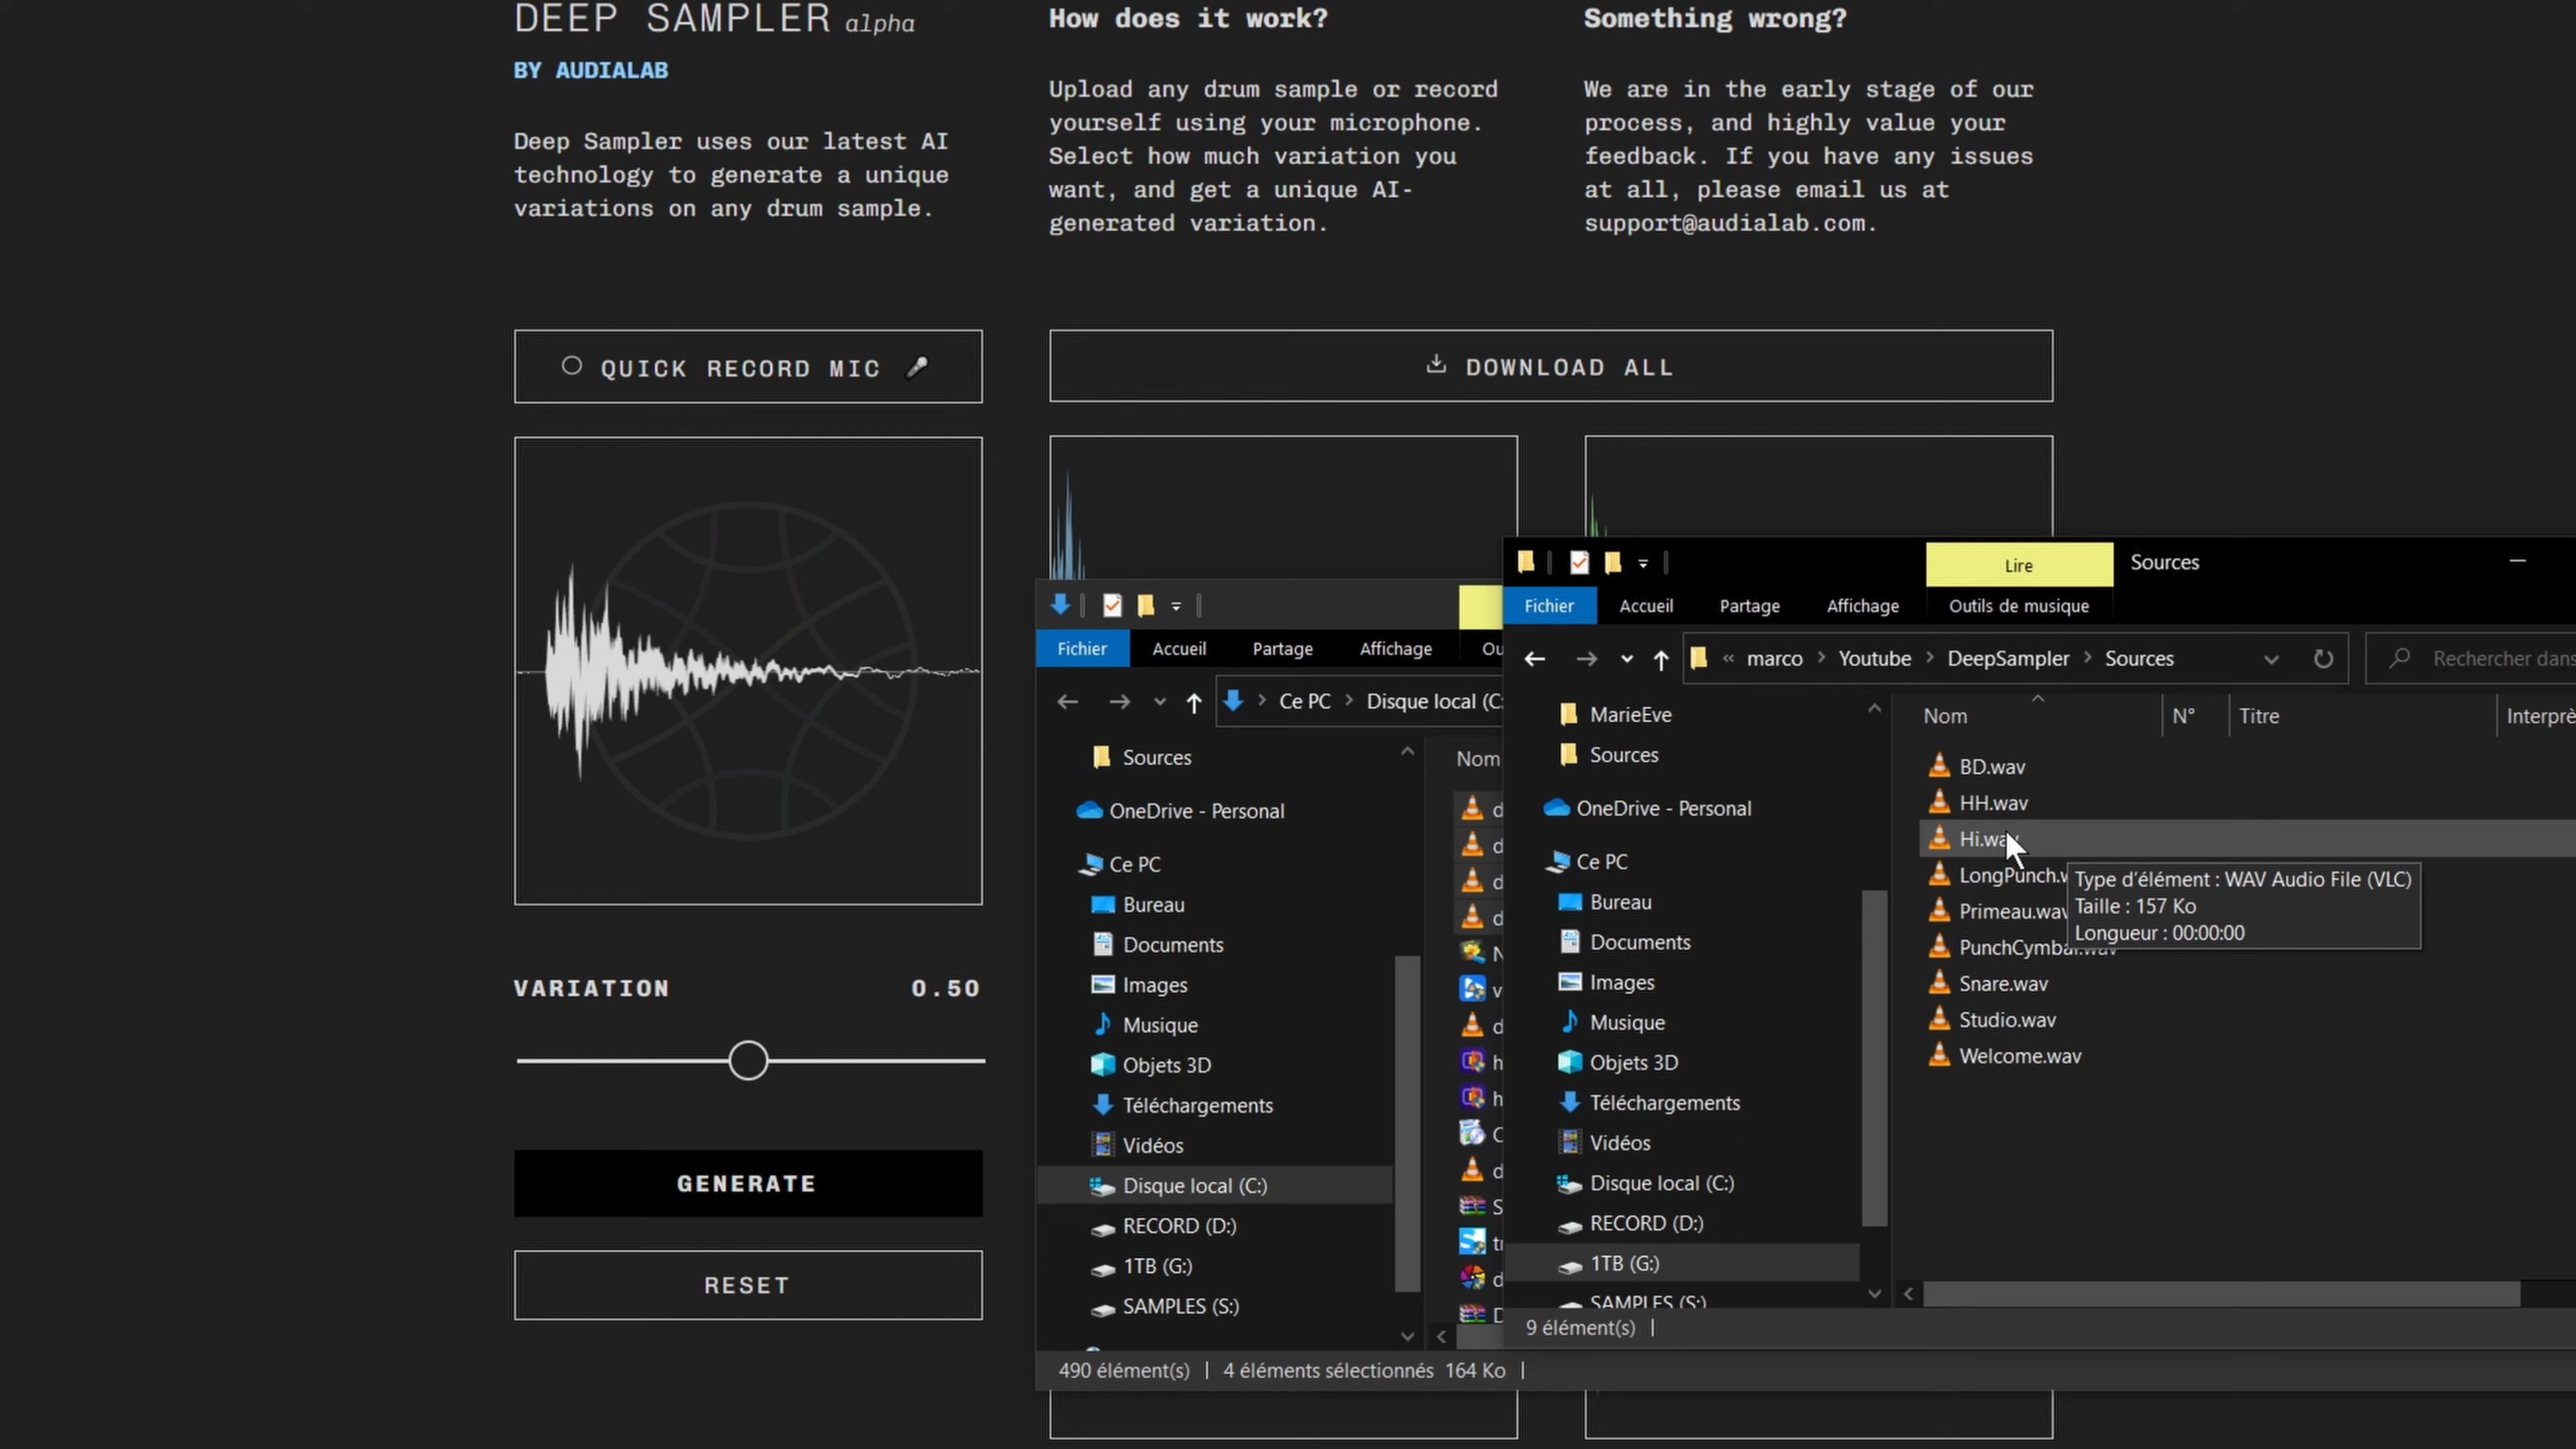 DEEP SAMPLER alpha
BY AUDIALAB
Deep Sampler uses our latest AI
technology to generate a unique
variations on any drum sample.
How does it work?
Upload any drum sample or record
yourself using your microphone.
Select how much variation you
want, and get a unique AI-
generated variation.
Something wrong?
We are in the early stage of our
process, and highly value your
feedback. If you have any issues
at all, please email us at
support@audialab.com.
QUICK RECORD MIC
DOWNLOAD ALL
VARIATION 0.50
GENERATE
RESET
Fichier Accueil Partage Affichage
Ce PC Disque local (C:
Sources
OneDrive - Personal
Ce PC
Bureau
Documents
Images
Musique
Objets 3D
Téléchargements
Vidéos
Disque local (C:)
RECORD (D:)
1TB (G:)
SAMPLES (S:)
Nom
490 élément(s) 4 éléments sélectionnés 164 Ko
Lire Sources
Fichier Accueil Partage Affichage Outils de musique
« marco Youtube DeepSampler Sources
Rechercher dans
MarieEve
Sources
OneDrive - Personal
Ce PC
Bureau
Documents
Images
Musique
Objets 3D
Téléchargements
Vidéos
Disque local (C:)
RECORD (D:)
1TB (G:)
SAMPLES (S:)
Nom N° Titre Interprè
BD.wav
HH.wav
Hi.wav
LongPunch.w
Primeau.wav
PunchCymbal.wav
Snare.wav
Studio.wav
Welcome.wav
Type d'élément : WAV Audio File (VLC)
Taille : 157 Ko
Longueur : 00:00:00
9 élément(s)